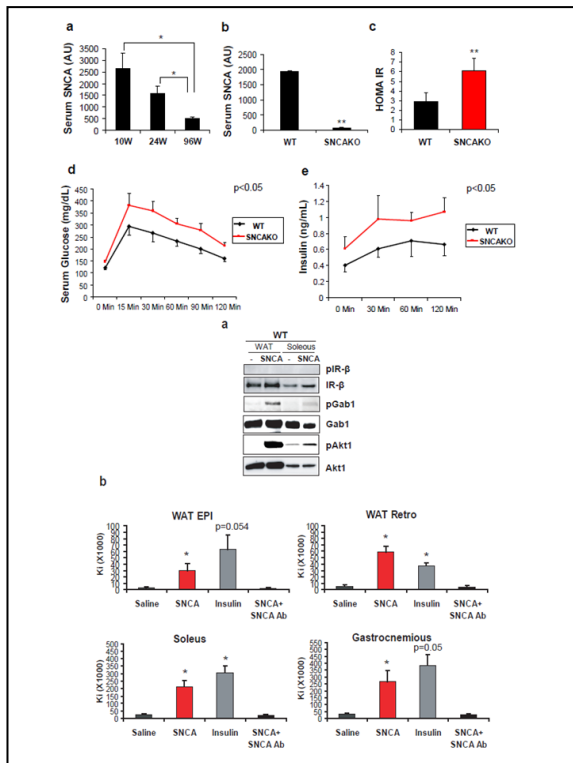 a
Serum SNCA (AU)
3500
3000
2500
2000
1500
1000
500
0
*
*
10W 24W 96W
b
Serum SNCA (AU)
2500
2000
1500
1000
500
0
**
WT SNCAKO
c
HOMA IR
8
7
6
5
4
3
2
1
0
**
WT SNCAKO
d
Serum Glucose (mg/dL)
500
450
400
350
300
250
200
150
100
50
0
p<0.05
WT
SNCAKO
0 Min 15 Min 30 Min 60 Min 90 Min 120 Min
e
Insulin (ng/mL)
1.4
1.2
1
0.8
0.6
0.4
0.2
0
p<0.05
WT
SNCAKO
0 Min 30 Min 60 Min 120 Min
a
WT
WAT Soleous
- SNCA - SNCA
pIR-β
IR-β
pGab1
Gab1
pAkt1
Akt1
b
WAT EPI
Ki (X1000)
100
90
80
70
60
50
40
30
20
10
0
*
p=0.054
Saline SNCA Insulin SNCA+
SNCA Ab
WAT Retro
Ki (X1000)
100
90
80
70
60
50
40
30
20
10
0
*
*
Saline SNCA Insulin SNCA+
SNCA Ab
Soleus
Ki (X1000)
500
450
400
350
300
250
200
150
100
50
0
*
*
Saline SNCA Insulin SNCA+
SNCA Ab
Gastrocnemious
Ki (X1000)
550
500
450
400
350
300
250
200
150
100
50
0
*
p=0.05
Saline SNCA Insulin SNCA+
SNCA Ab